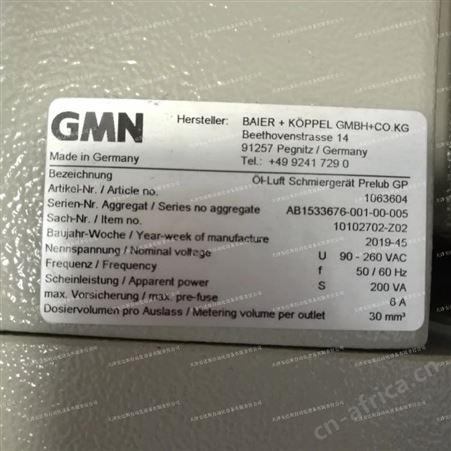 GMN
Hersteller: BAIER + KÖPPEL GMBH+CO.KG
Beethovenstrasse 14
91257 Pegnitz / Germany
Tel.: +49 9241 729 0
Made in Germany
Bezeichnung Öl-Luft Schmiergerät Prelub GP
Artikel-Nr. / Article no. 1063604
Serien-Nr. Aggregat / Series no aggregate AB1533676-001-00-005
Sach-Nr. / Item no. 10102702-Z02
Baujahr-Woche / Year-week of manufacture 2019-45
Nennspannung / Nominal voltage U 90 - 260 VAC
Frequenz / Frequency f 50 / 60 Hz
Scheinleistung / Apparent power S 200 VA
max. Vorsicherung / max. pre-fuse 6 A
Dosiervolumen pro Auslass / Metering volume per outlet 30 mm³
cn-africa.com